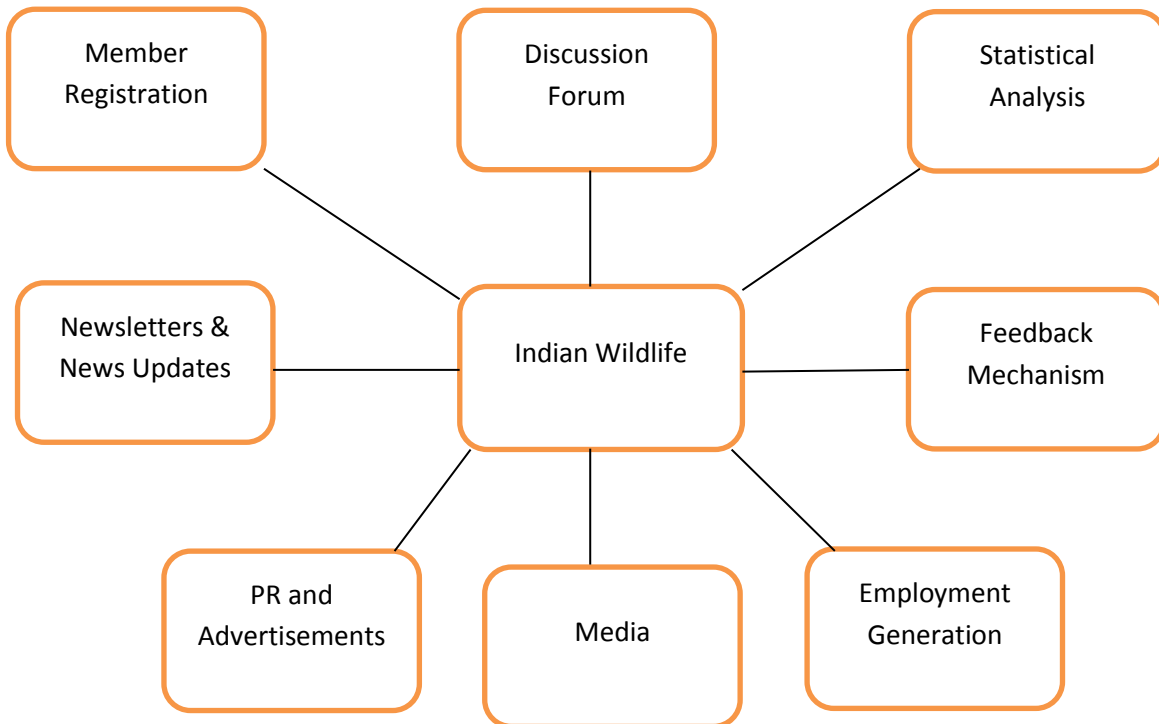 Member
Registration
Discussion
Forum
Statistical
Analysis
Newsletters &
News Updates
Indian Wildlife
Feedback
Mechanism
PR and
Advertisements
Media
Employment
Generation